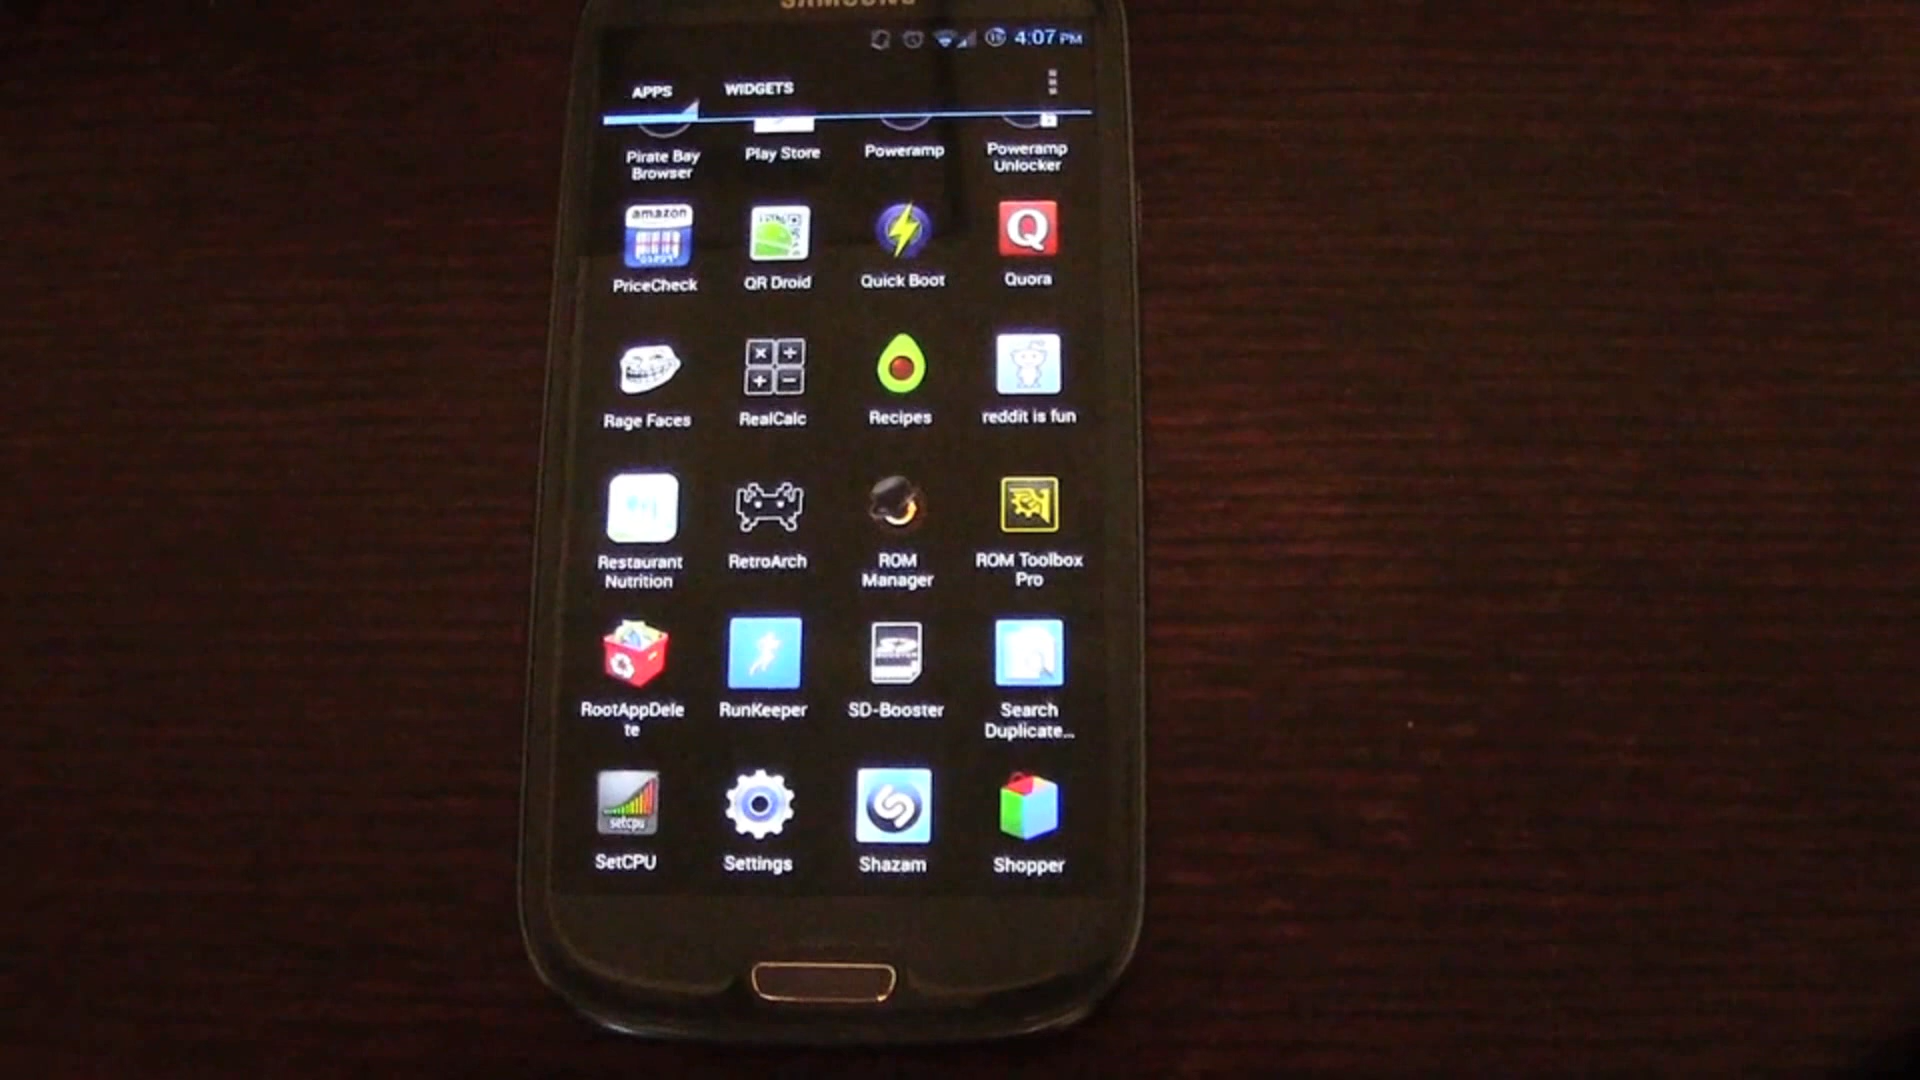 SAMSUNG
4:07 PM
APPS WIDGETS
Pirate Bay Browser
Play Store
Poweramp
Poweramp Unlocker
amazon
PriceCheck
QR Droid
Quick Boot
Q
Quora
Rage Faces
RealCalc
Recipes
reddit is fun
Restaurant Nutrition
RetroArch
ROM Manager
ROM Toolbox Pro
RootAppDele
te
RunKeeper
SD-Booster
Search Duplicate...
setcpu
SetCPU
Settings
Shazam
Shopper